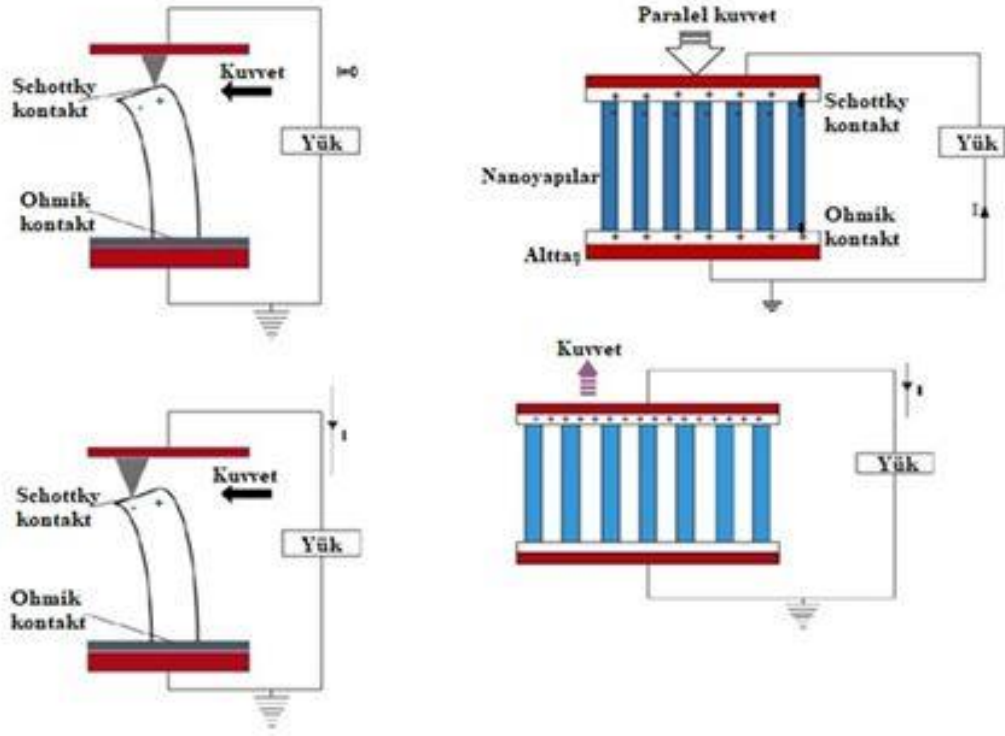 Schottky
kontakt
Kuvvet
I=0
Yük
Ohmik
kontakt
Paralel kuvvet
Schottky
kontakt
Yük
Nanoyapılar
Ohmik
kontakt
I
Alttaş
Schottky
kontakt
Kuvvet
I
Yük
Ohmik
kontakt
Kuvvet
Yük